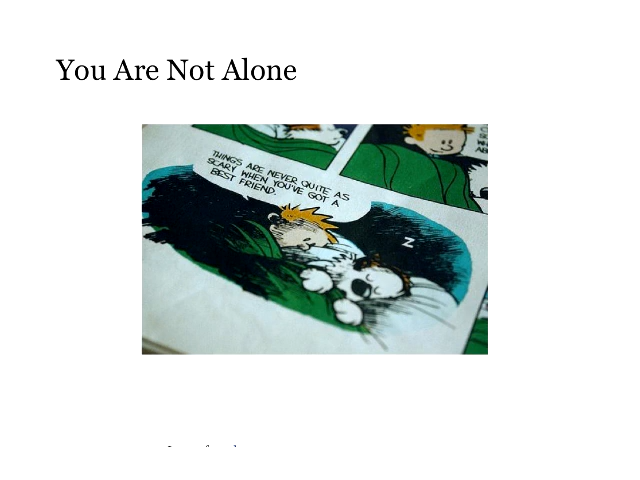 You Are Not Alone
THINGS ARE NEVER QUITE AS
SCARY WHEN YOU'VE GOT A
BEST FRIEND.
Z